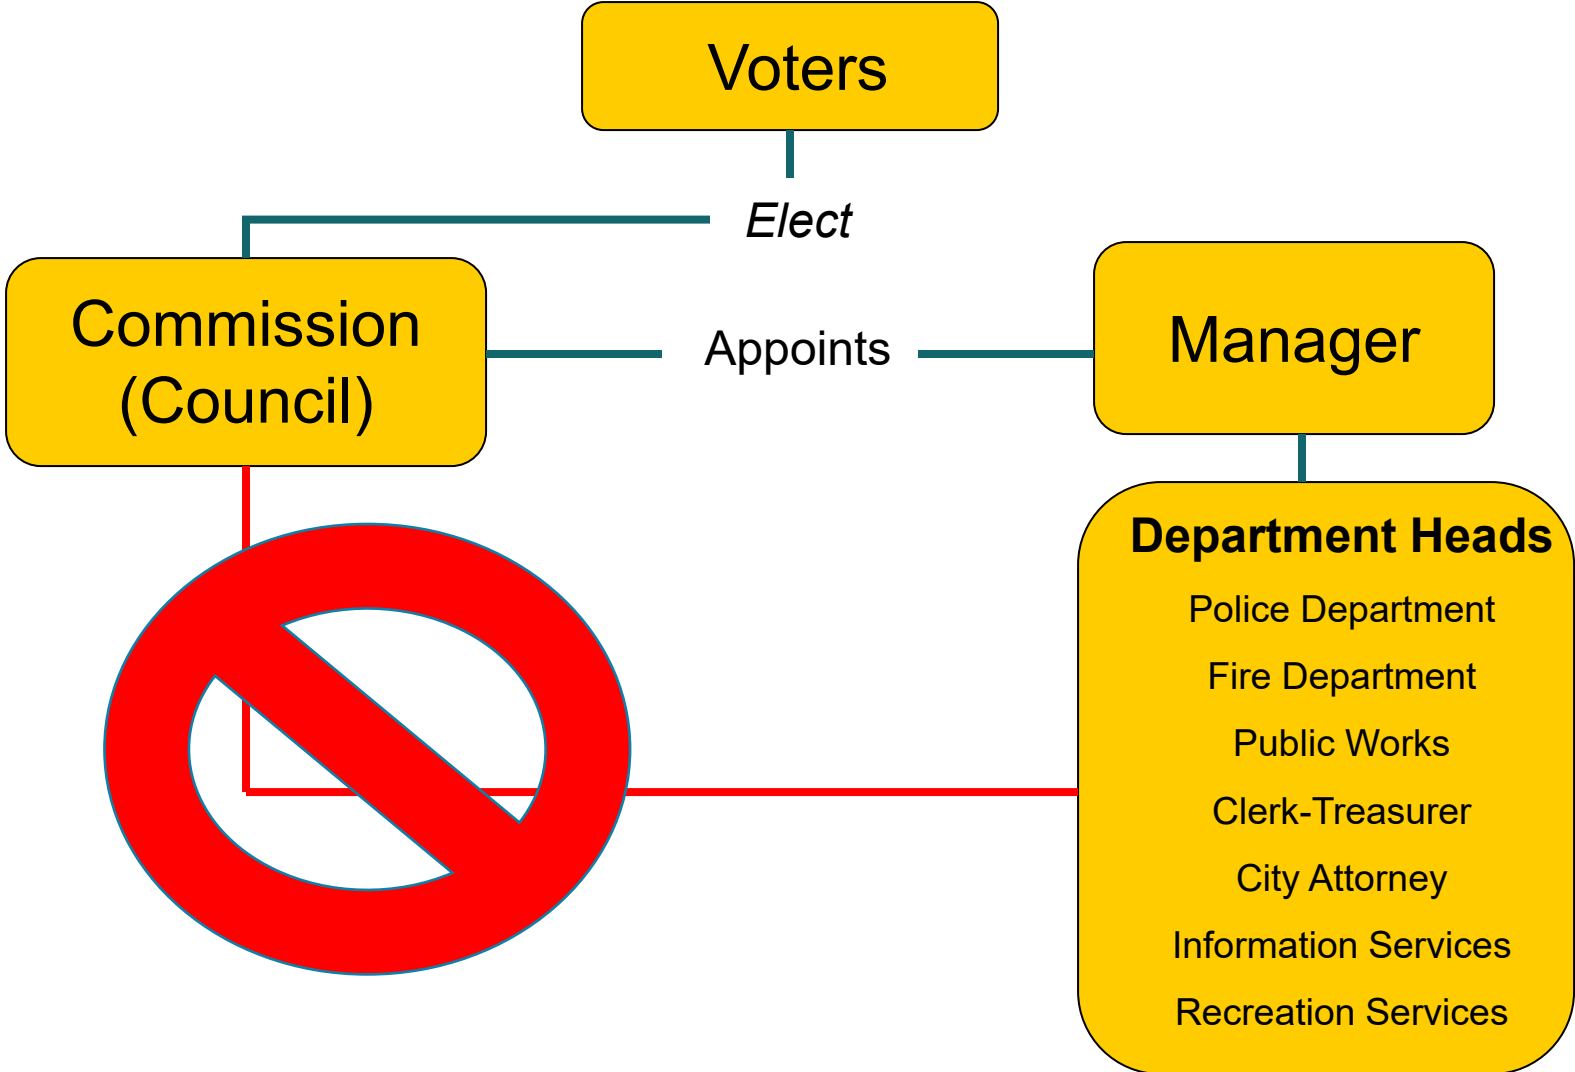 Voters
Elect
Commission
(Council)
Appoints
Manager
Department Heads
Police Department
Fire Department
Public Works
Clerk-Treasurer
City Attorney
Information Services
Recreation Services